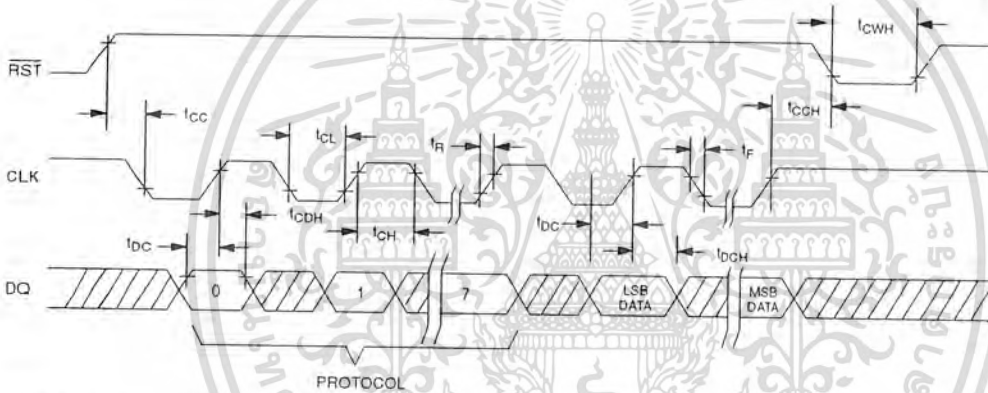 tCWH
RST
tCC
tCCH
tCL
tR
tF
CLK
tCDH
tDC
tCH
tDC
tDCH
DQ
0
1
7
LSB
DATA
MSB
DATA
PROTOCOL